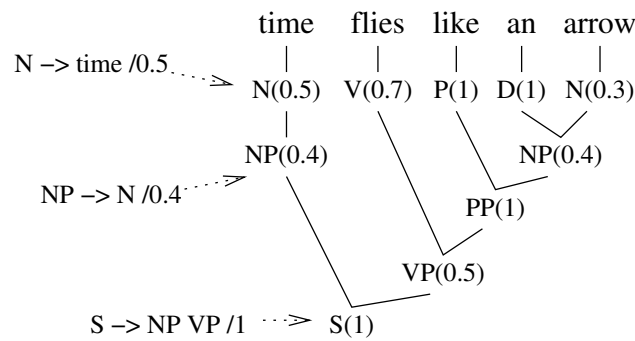 time flies like an arrow
N –> time /0.5
N(0.5) V(0.7) P(1) D(1) N(0.3)
NP(0.4) NP(0.4)
NP –> N /0.4
PP(1)
VP(0.5)
S –> NP VP /1 S(1)